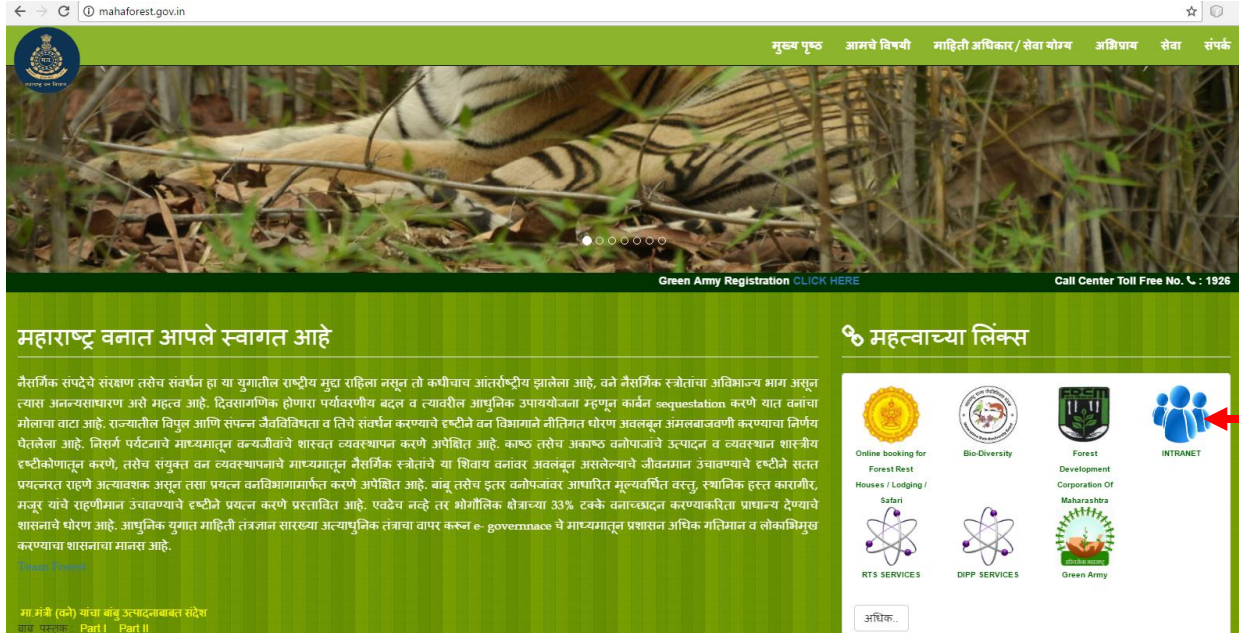 mahaforest.gov.in
मुख्य पृष्ठ आमचे विषयी माहिती अधिकार / सेवा योग्य अभिप्राय सेवा संपर्क
Green Army Registration CLICK HERE
Call Center Toll Free No. : 1926
महाराष्ट्र वनात आपले स्वागत आहे
नैसर्गिक संपदेचे संरक्षण तसेच संवर्धन हा या युगातील राष्ट्रीय मुद्दा राहिला नसून तो कधीचाच आंतर्राष्ट्रीय झालेला आहे, वने नैसर्गिक स्त्रोतांचा अविभाज्य भाग असून
त्यास अनन्यसाधारण असे महत्व आहे. दिवसागणिक होणारा पर्यावरणीय बदल व त्यावरील आधुनिक उपाययोजना म्हणून कार्बन sequestation करणे यात वनांचा
मोलाचा वाटा आहे. राज्यातील विपुल आणि संपन्न जैवविविधता व तिचे संवर्धन करण्याचे दृष्टीने वन विभागाने नीतिगत धोरण अवलंबून अंमलबाजवणी करण्याचा निर्णय
घेतलेला आहे. निसर्ग पर्यटनाचे माध्यमातून वन्यजीवांचे शास्वत व्यवस्थापन करणे अपेक्षित आहे. काष्ठ तसेच अकाष्ठ वनोपाजांचे उत्पादन व व्यवस्थान शास्त्रीय
दृष्टीकोणातून करणे, तसेच संयुक्त वन व्यवस्थापनाचे माध्यमातून नैसर्गिक स्त्रोतांचे या शिवाय वनांवर अवलंबून असलेल्याचे जीवनमान उंचावण्याचे दृष्टीने सतत
प्रयत्नरत राहणे अत्यावशक असून तसा प्रयत्न वनविभागामार्फत करणे अपेक्षित आहे. बांबू तसेच इतर वनोपजांवर आधारित मूल्यवर्धित वस्तु, स्थानिक हस्त कारागीर,
मजूर यांचे राहणीमान उंचावण्याचे दृष्टीने प्रयत्न करणे प्रस्तावित आहे. एवढेच नव्हे तर भोगौलिक क्षेत्राच्या 33% टक्के वनाच्छादन करण्याकरिता प्राधान्य देण्याचे
शासनाचे धोरण आहे. आधुनिक युगात माहिती तंत्रज्ञान सारख्या अत्याधुनिक तंत्राचा वापर करून e- governnace चे माध्यमातून प्रशासन अधिक गतिमान व लोकाभिमुख
करण्याचा शासनाचा मानस आहे.
Team Forest
मा.मंत्री (वने) यांचा बांबु उत्पादनाबाबत संदेश
Part I Part II
महत्वाच्या लिंक्स
Online booking for
Forest Rest
Houses / Lodging /
Safari
Bio-Diversity
Forest
Development
Corporation Of
Maharashtra
INTRANET
RTS SERVICES
DIPP SERVICES
Green Army
अधिक..